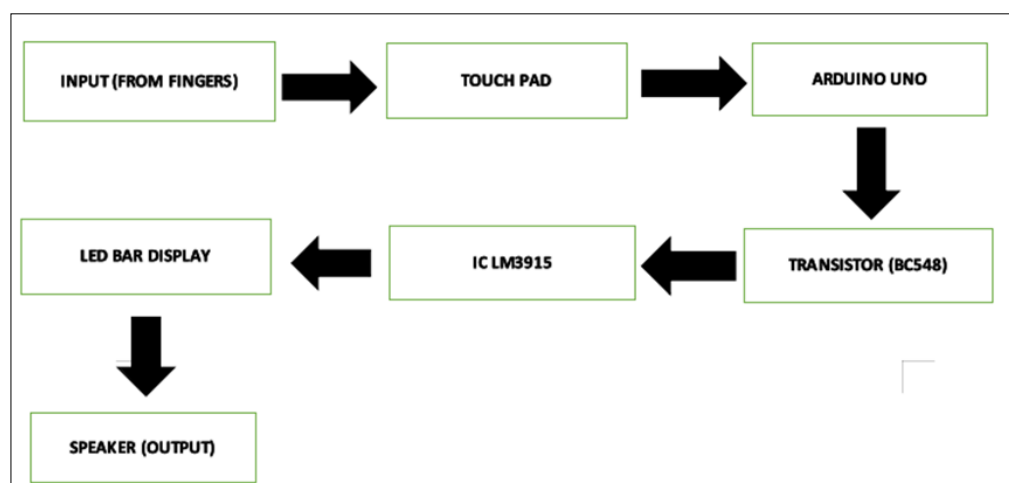 INPUT (FROM FINGERS)
TOUCH PAD
ARDUINO UNO
TRANSISTOR (BC548)
IC LM3915
LED BAR DISPLAY
SPEAKER (OUTPUT)